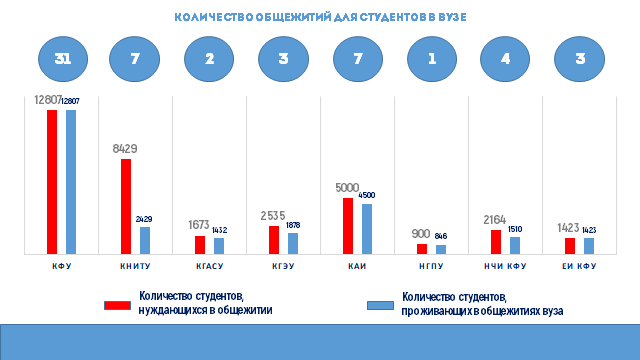 КОЛИЧЕСТВО ОБЩЕЖИТИЙ ДЛЯ СТУДЕНТОВ В ВУЗЕ
31 7 2 3 7 1 4 3
12807 12807
8429 2429
1673 1432
2535 1878
5000 4500
900 846
2164 1510
1423 1423
КФУ КНИТУ КГАСУ КГЭУ КАИ НГПУ НЧИ КФУ ЕИ КФУ
Количество студентов,
нуждающихся в общежитии
Количество студентов,
проживающих в общежитиях вуза